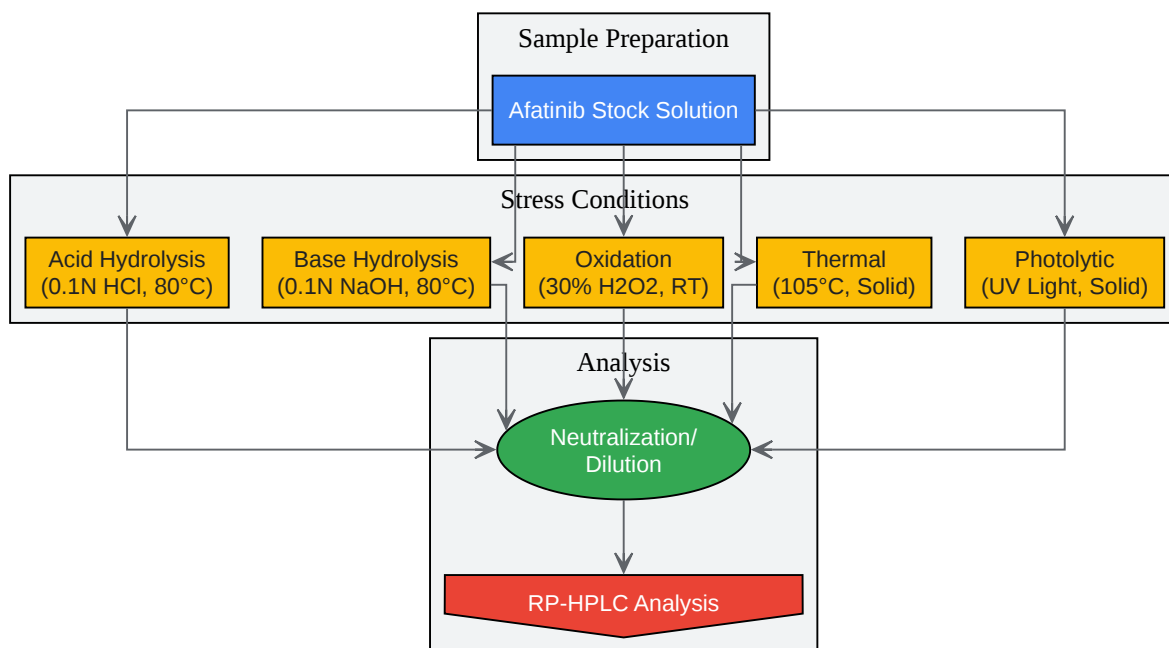 Sample Preparation
Afatinib Stock Solution
Stress Conditions
Acid Hydrolysis
(0.1N HCl, 80°C)
Base Hydrolysis
(0.1N NaOH, 80°C)
Oxidation
(30% H2O2, RT)
Thermal
(105°C, Solid)
Photolytic
(UV Light, Solid)
Analysis
Neutralization/
Dilution
RP-HPLC Analysis